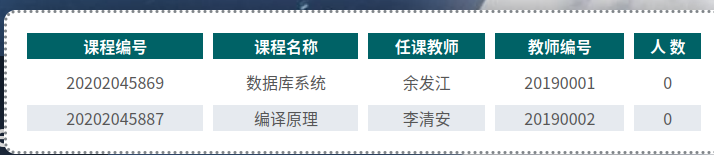 课程编号 课程名称 任课教师 教师编号 人 数
20202045869 数据库系统 余发江 20190001 0
20202045887 编译原理 李清安 20190002 0